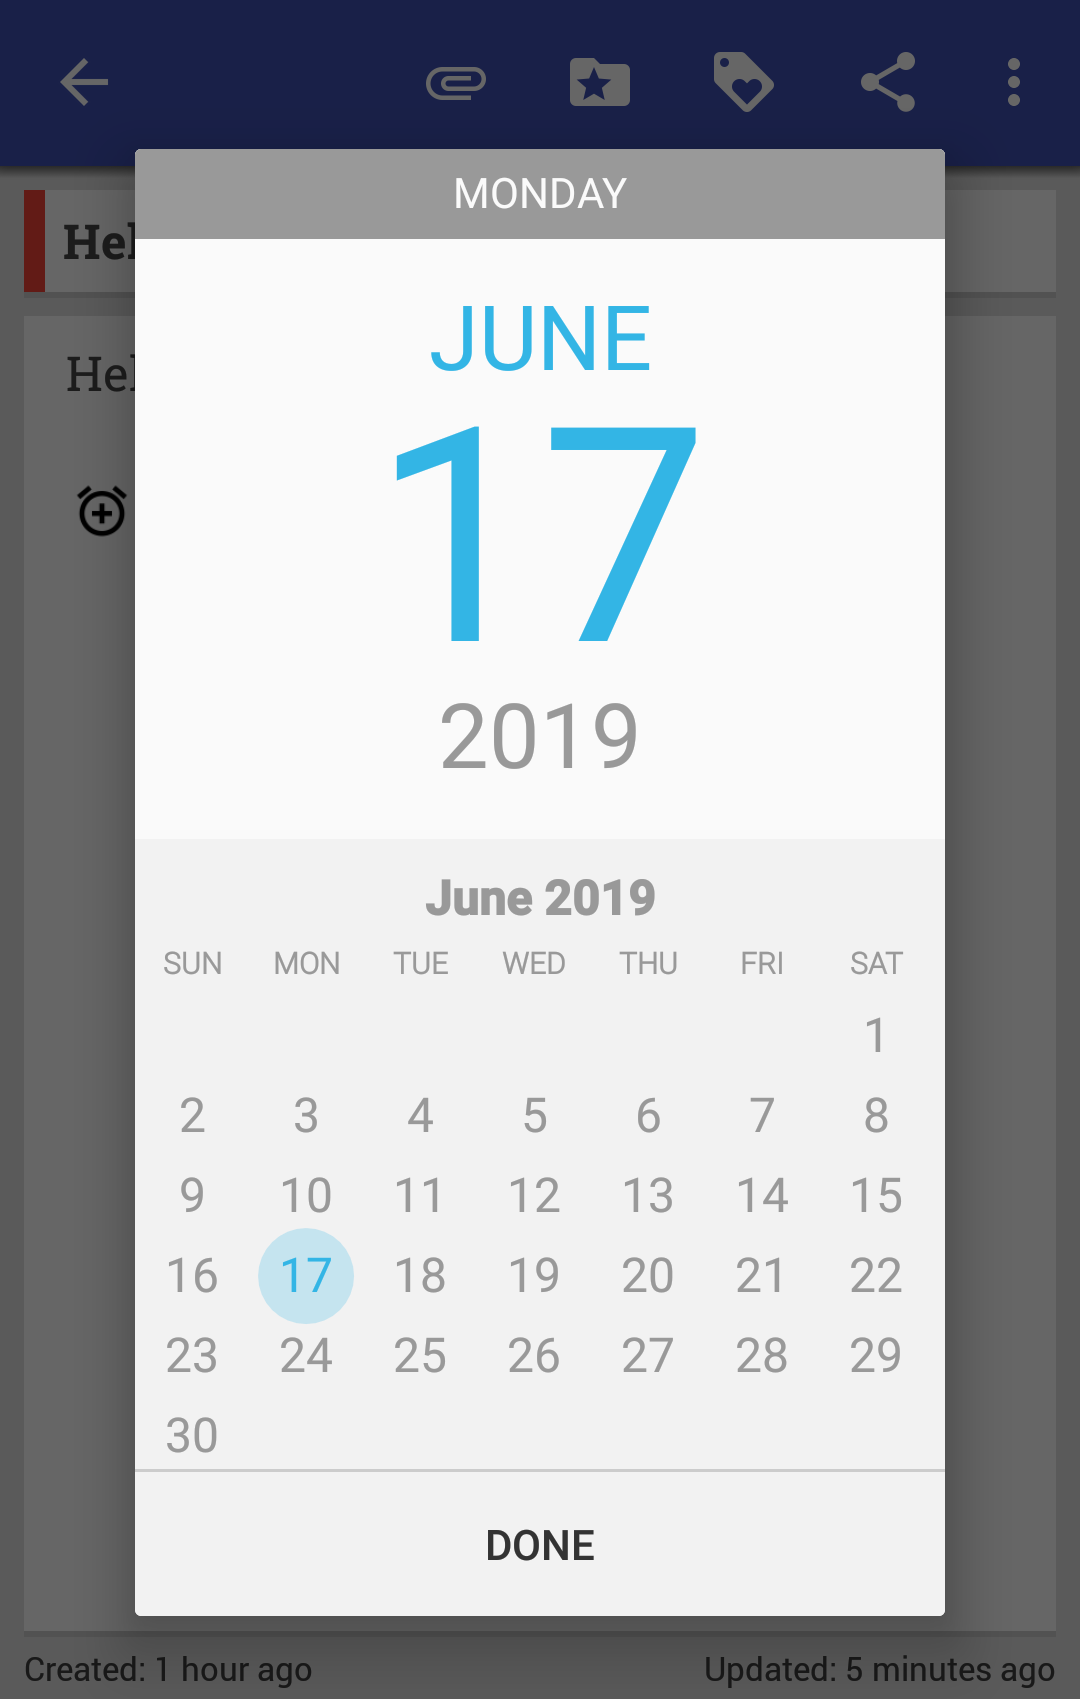 MONDAY
JUNE
17
2019
June 2019
SUN MON TUE WED THU FRI SAT
1
2 3 4 5 6 7 8
9 10 11 12 13 14 15
16 17 18 19 20 21 22
23 24 25 26 27 28 29
30
DONE
Created: 1 hour ago
Updated: 5 minutes ago